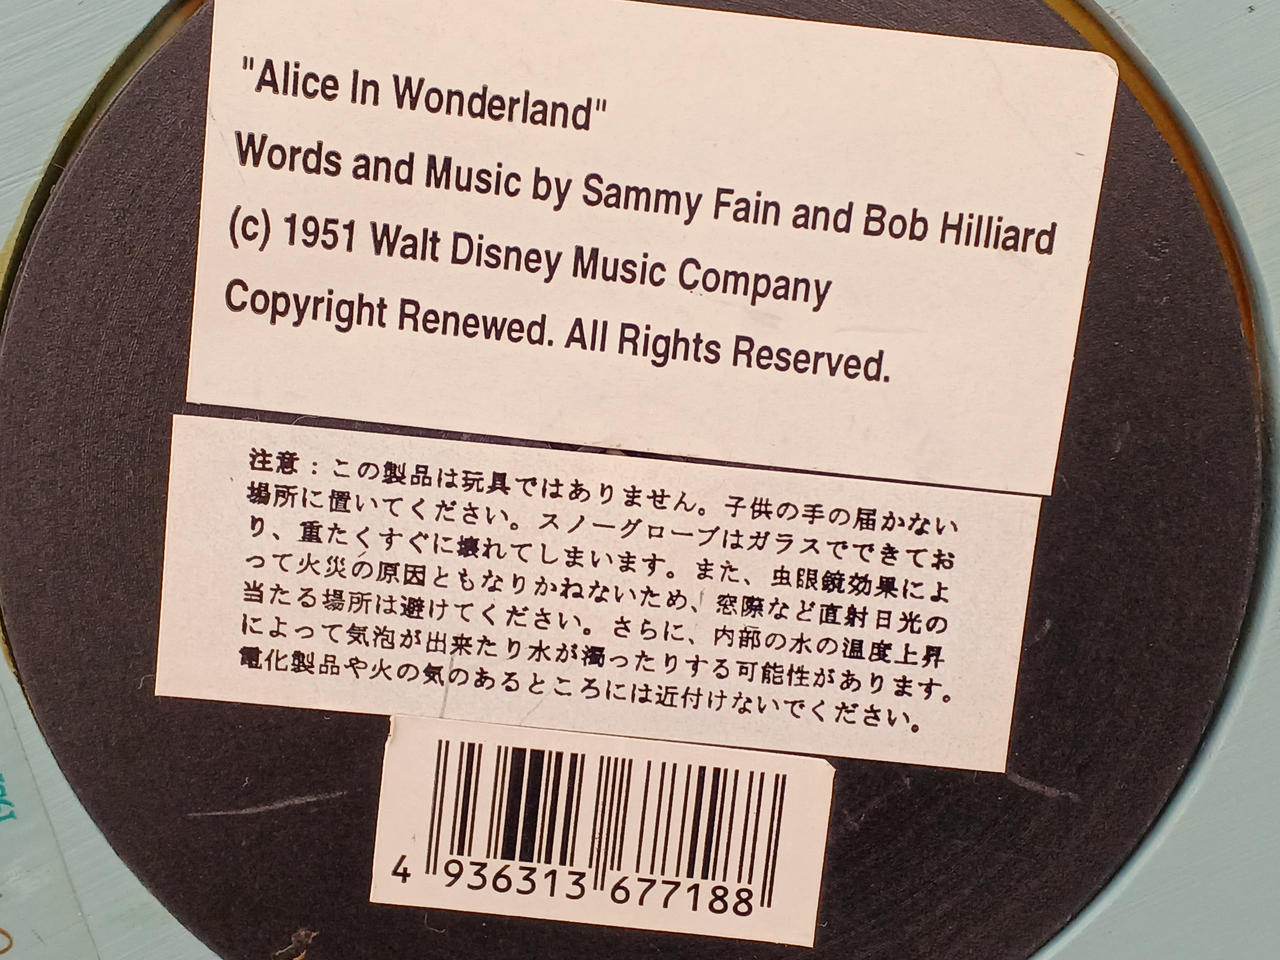 "Alice In Wonderland"
Words and Music by Sammy Fain and Bob Hilliard
(c) 1951 Walt Disney Music Company
Copyright Renewed. All Rights Reserved.
注意：この製品は玩具ではありません。子供の手の届かない
場所に置いてください。スノーグローブはガラスでできてお
り、重たくすぐに壊れてしまいます。また、虫眼鏡効果によ
って火災の原因ともなりかねないため、窓際など直射日光の
当たる場所は避けてください。さらに、内部の水の温度上昇
によって気泡が出来たり水が濁ったりする可能性があります。
電化製品や火の気のあるところには近付けないでください。
4 936313 677188